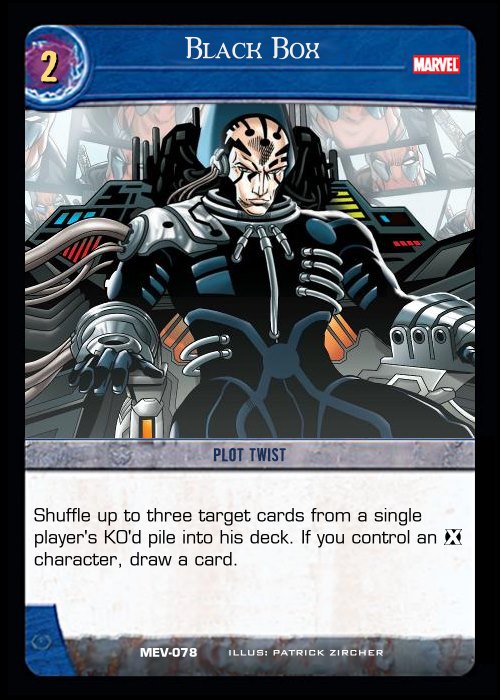 2
BLACK BOX
MARVEL
PLOT TWIST
Shuffle up to three target cards from a single
player's KO'd pile into his deck. If you control an
character, draw a card.
MEV-078 ILLUS: PATRICK ZIRCHER